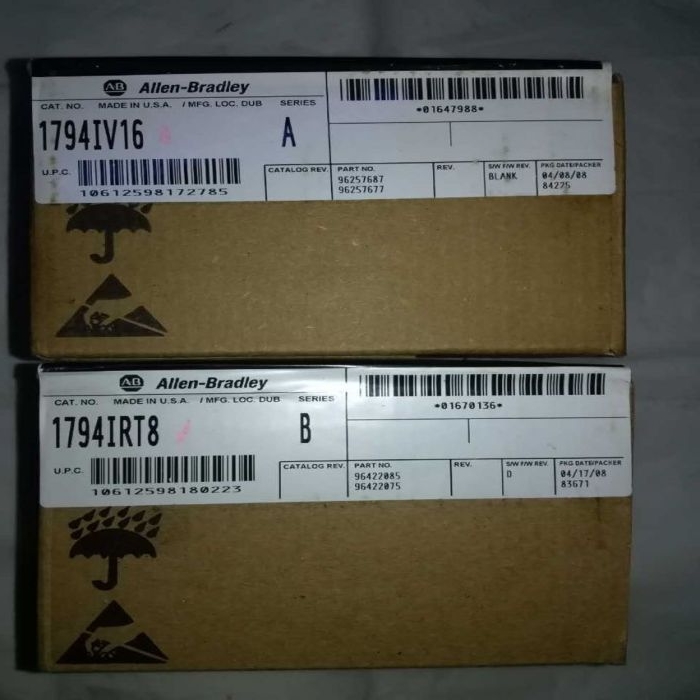 AB Allen-Bradley
CAT. NO. MADE IN U.S.A. / MFG. LOC. DUB SERIES
1794IV16 A
*01647988*
U.P.C.
10612598172785
CATALOG REV. PART NO. REV. S/W F/W REV. PKG DATE/PACKER
96257687 BLANK 04/08/08
96257677 84225
AB Allen-Bradley
CAT. NO. MADE IN U.S.A. / MFG. LOC. DUB SERIES
1794IRT8 B
*01670136*
U.P.C.
10612598180223
CATALOG REV. PART NO. REV. S/W F/W REV. PKG DATE/PACKER
96422085 D 04/17/08
96422075 83671